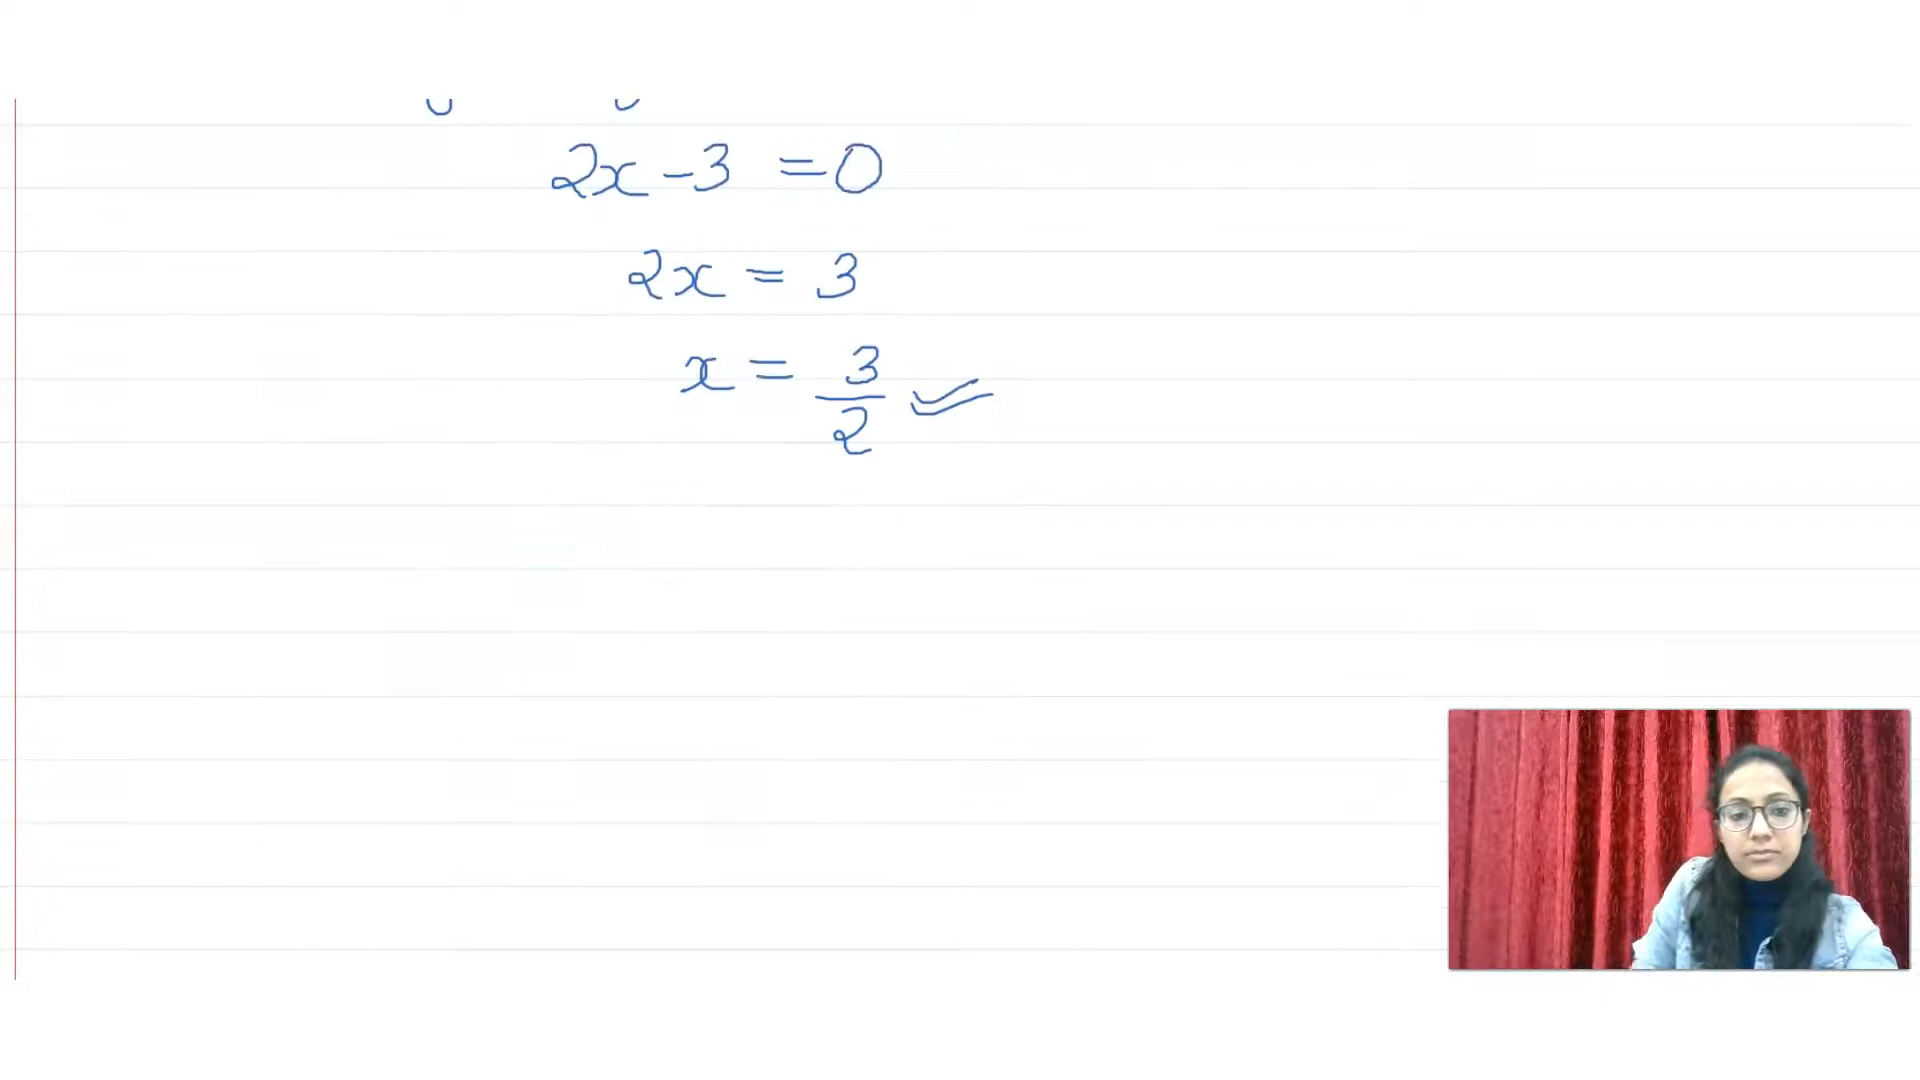 2x - 3 = 0
2x = 3
x = 3/2